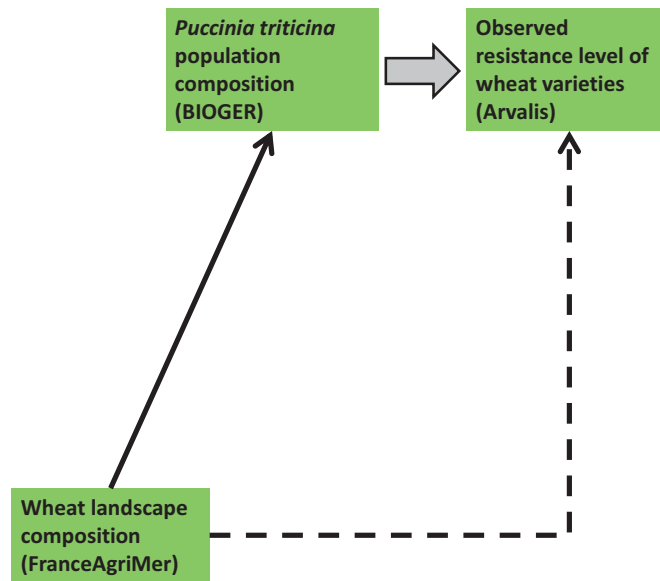 Puccinia triticina
population
composition
(BIOGER)
Observed
resistance level of
wheat varieties
(Arvalis)
Wheat landscape
composition
(FranceAgriMer)